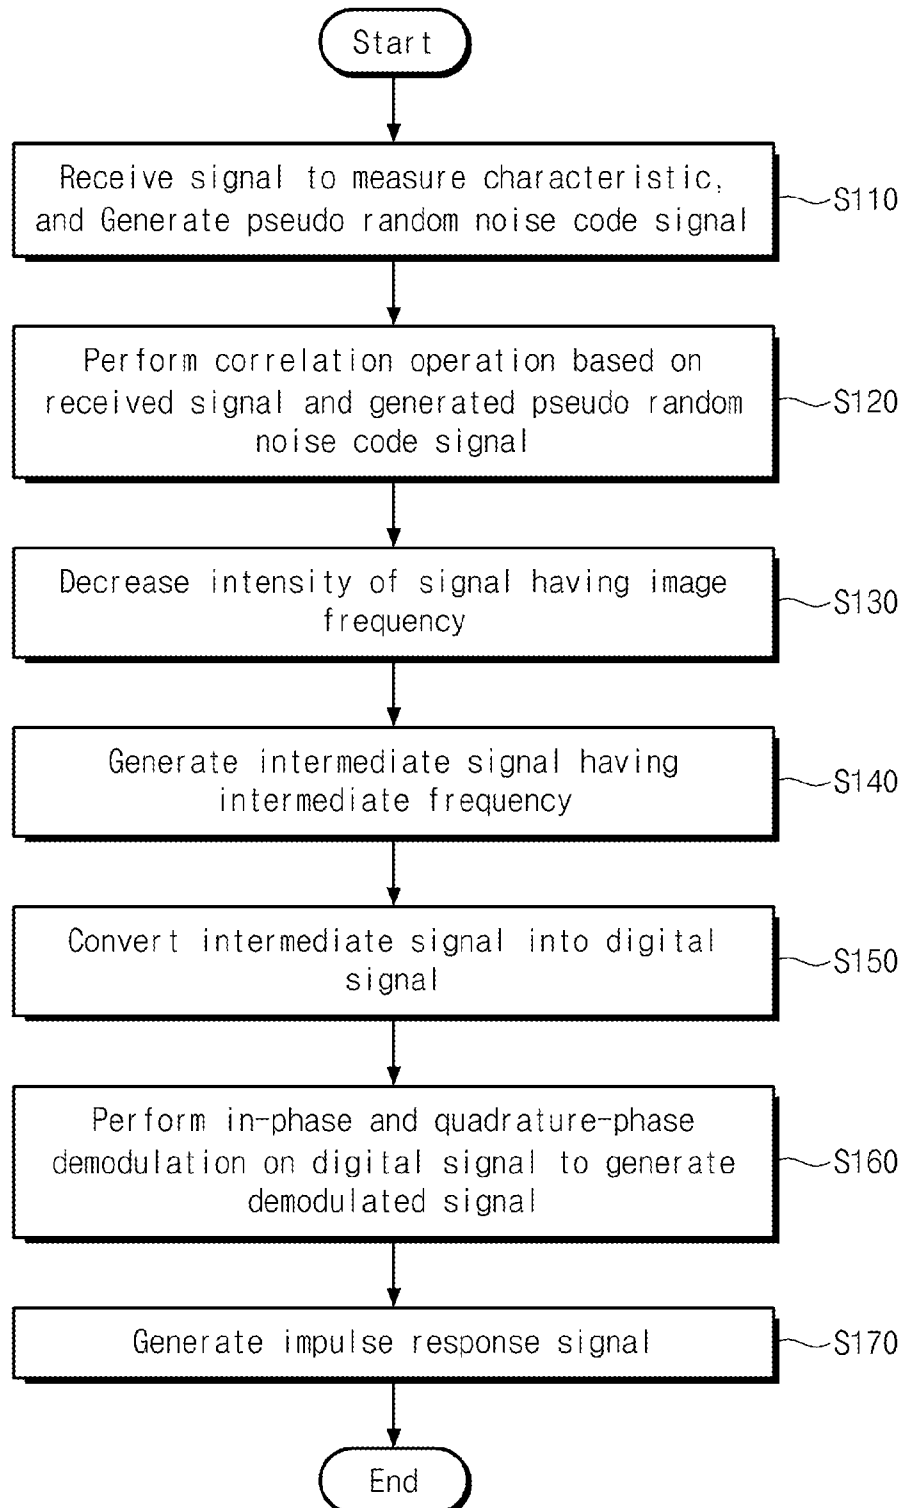 Start
Receive signal to measure characteristic,
and Generate pseudo random noise code signal
S110
Perform correlation operation based on
received signal and generated pseudo random
noise code signal
S120
Decrease intensity of signal having image
frequency
S130
Generate intermediate signal having
intermediate frequency
S140
Convert intermediate signal into digital
signal
S150
Perform in-phase and quadrature-phase
demodulation on digital signal to generate
demodulated signal
S160
Generate impulse response signal
S170
End